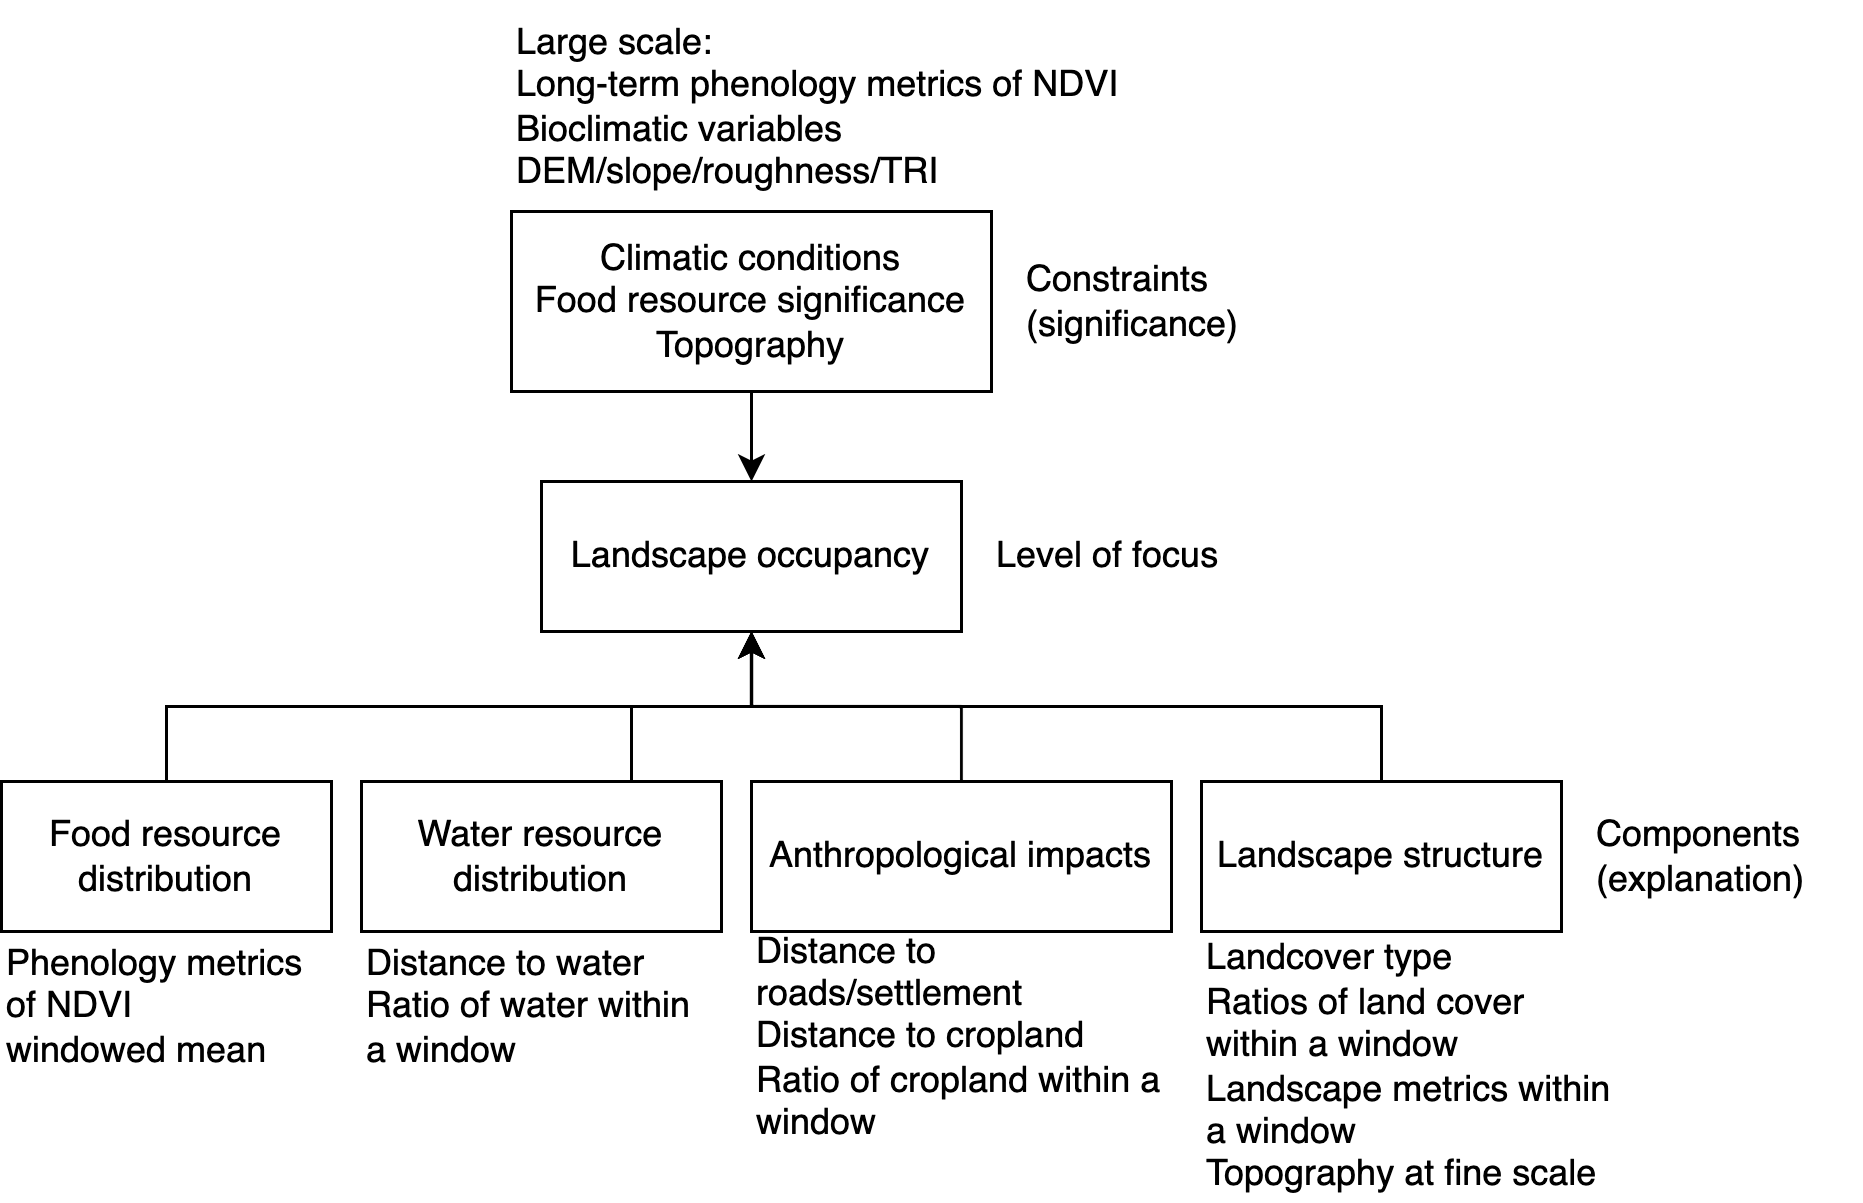 Large scale:
Long-term phenology metrics of NDVI
Bioclimatic variables
DEM/slope/roughness/TRI
Climatic conditions
Food resource significance
Topography
Constraints
(significance)
Landscape occupancy
Level of focus
Food resource
distribution
Water resource
distribution
Anthropological impacts
Landscape structure
Components
(explanation)
Phenology metrics
of NDVI
windowed mean
Distance to water
Ratio of water within
a window
Distance to
roads/settlement
Distance to cropland
Ratio of cropland within a
window
Landcover type
Ratios of land cover
within a window
Landscape metrics within
a window
Topography at fine scale